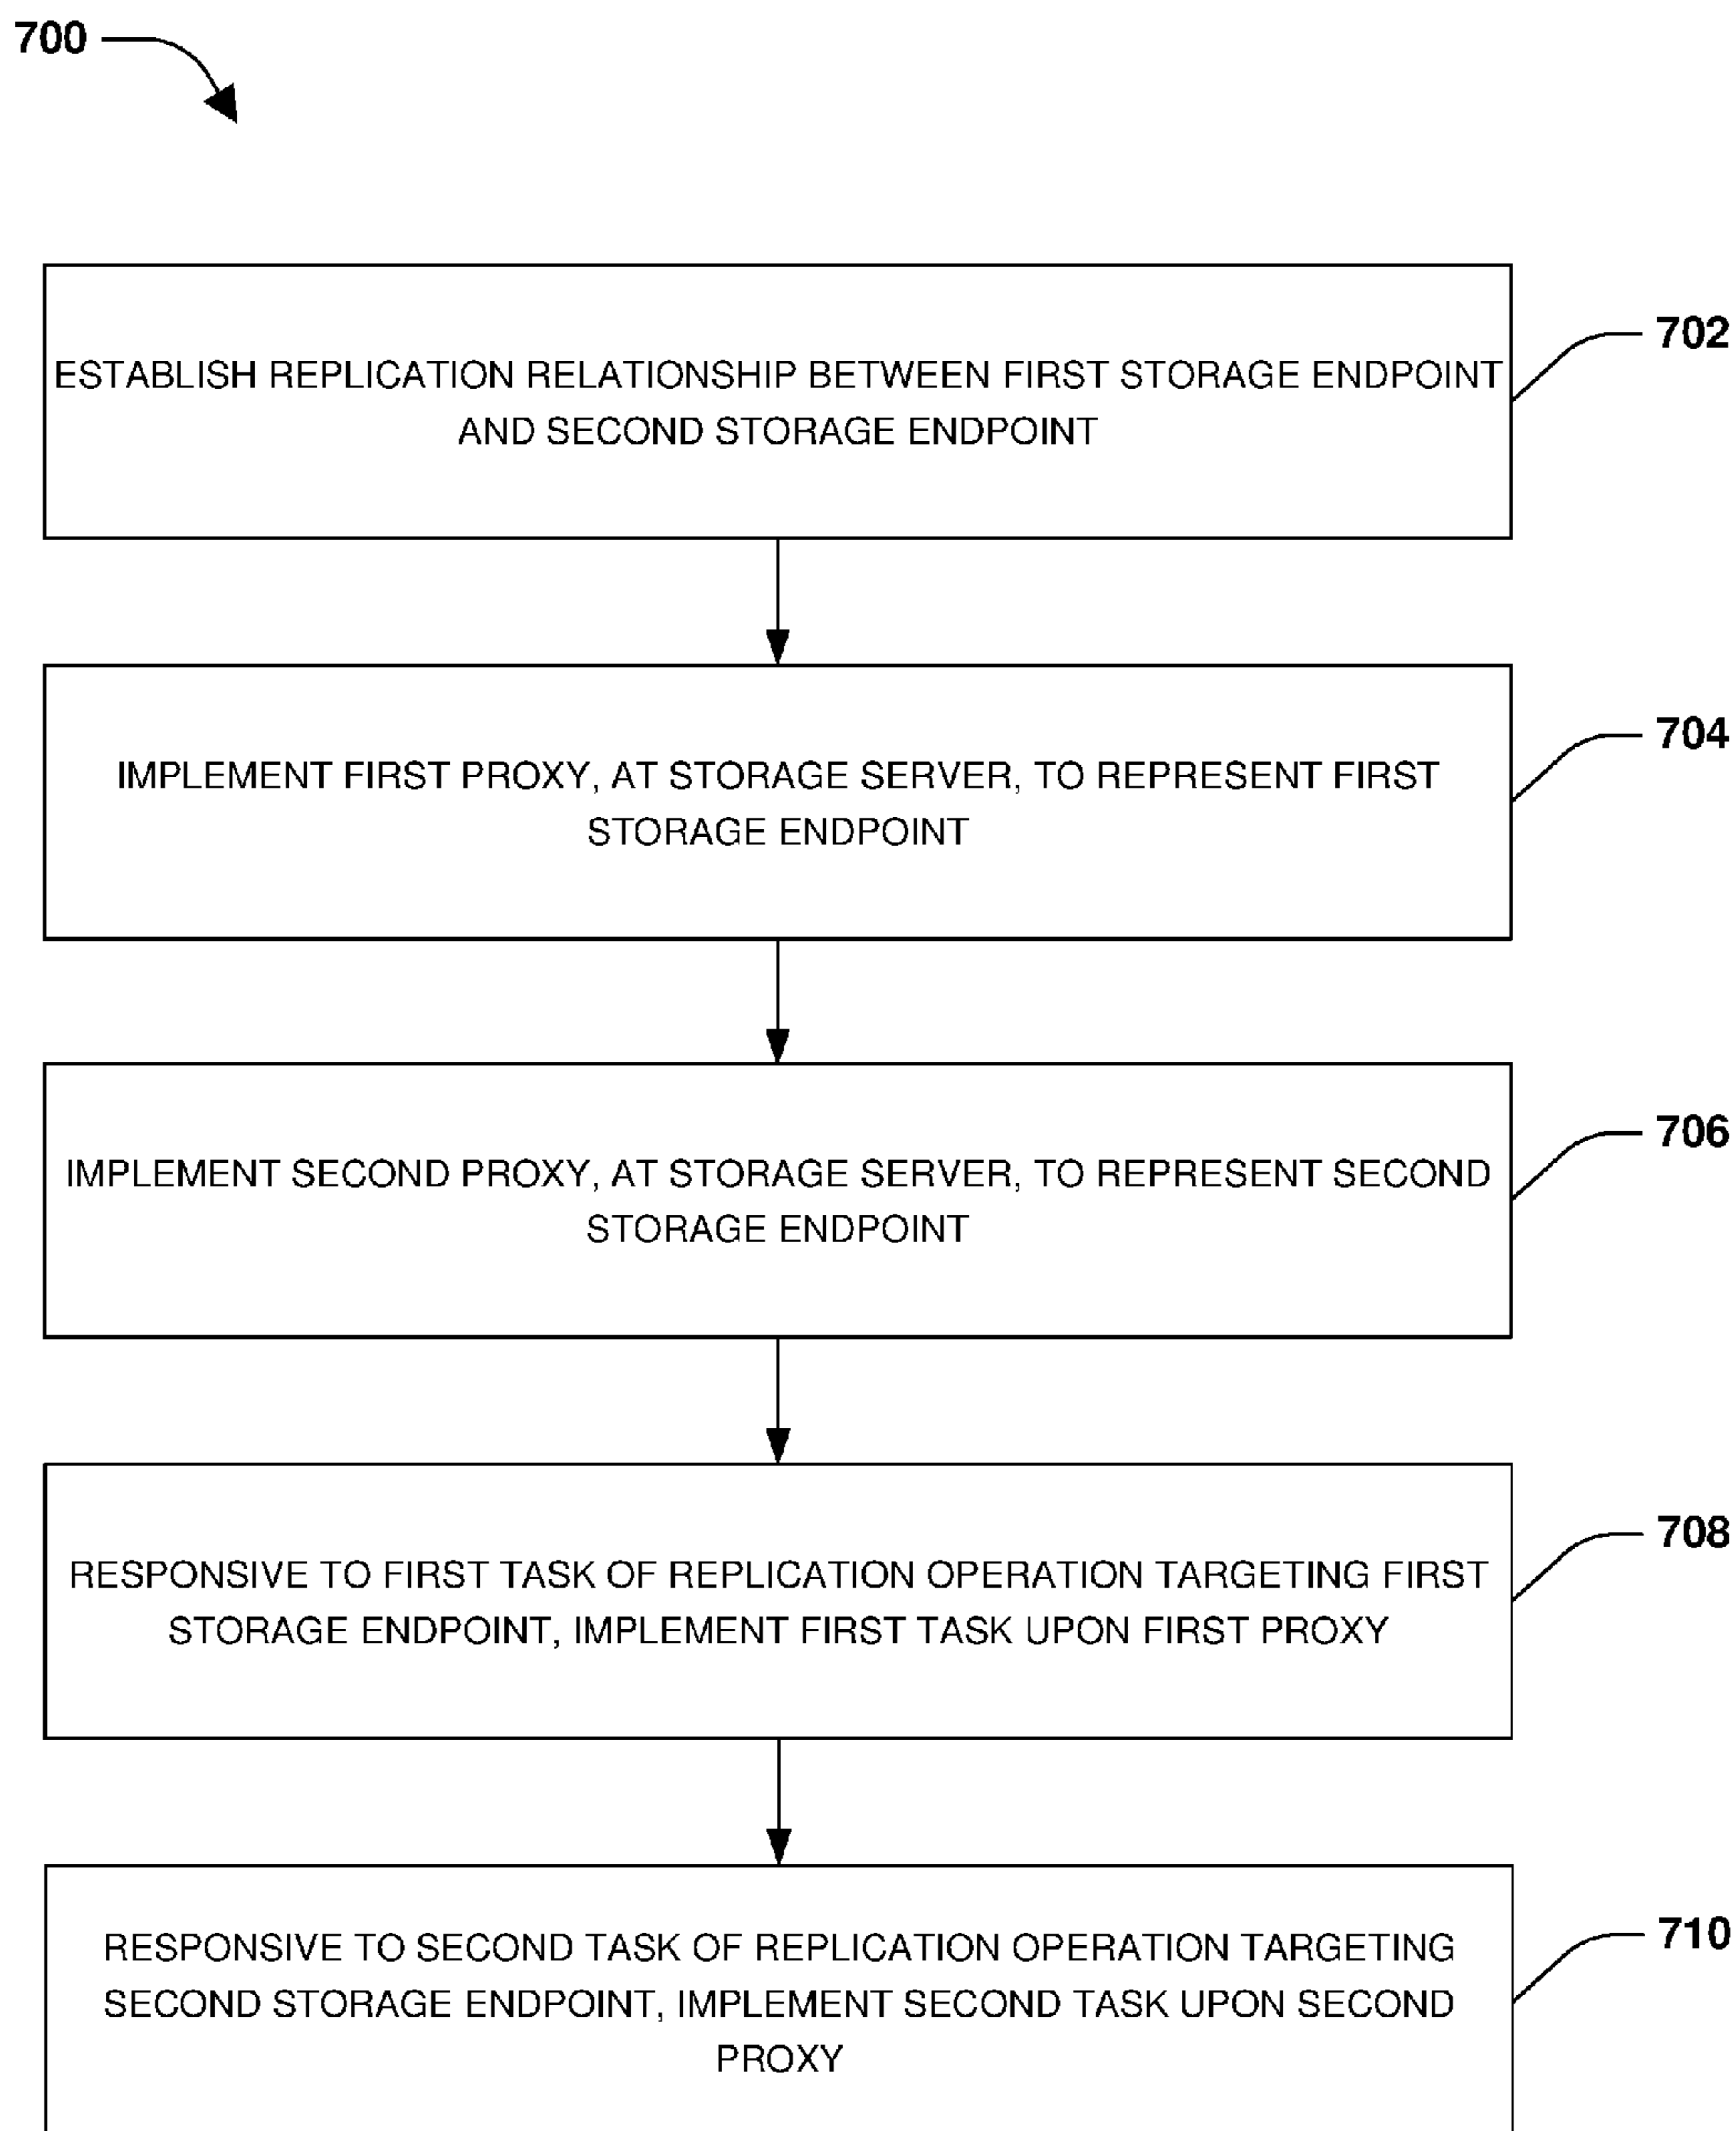 700
ESTABLISH REPLICATION RELATIONSHIP BETWEEN FIRST STORAGE ENDPOINT
AND SECOND STORAGE ENDPOINT
702
IMPLEMENT FIRST PROXY, AT STORAGE SERVER, TO REPRESENT FIRST
STORAGE ENDPOINT
704
IMPLEMENT SECOND PROXY, AT STORAGE SERVER, TO REPRESENT SECOND
STORAGE ENDPOINT
706
RESPONSIVE TO FIRST TASK OF REPLICATION OPERATION TARGETING FIRST
STORAGE ENDPOINT, IMPLEMENT FIRST TASK UPON FIRST PROXY
708
RESPONSIVE TO SECOND TASK OF REPLICATION OPERATION TARGETING
SECOND STORAGE ENDPOINT, IMPLEMENT SECOND TASK UPON SECOND
PROXY
710